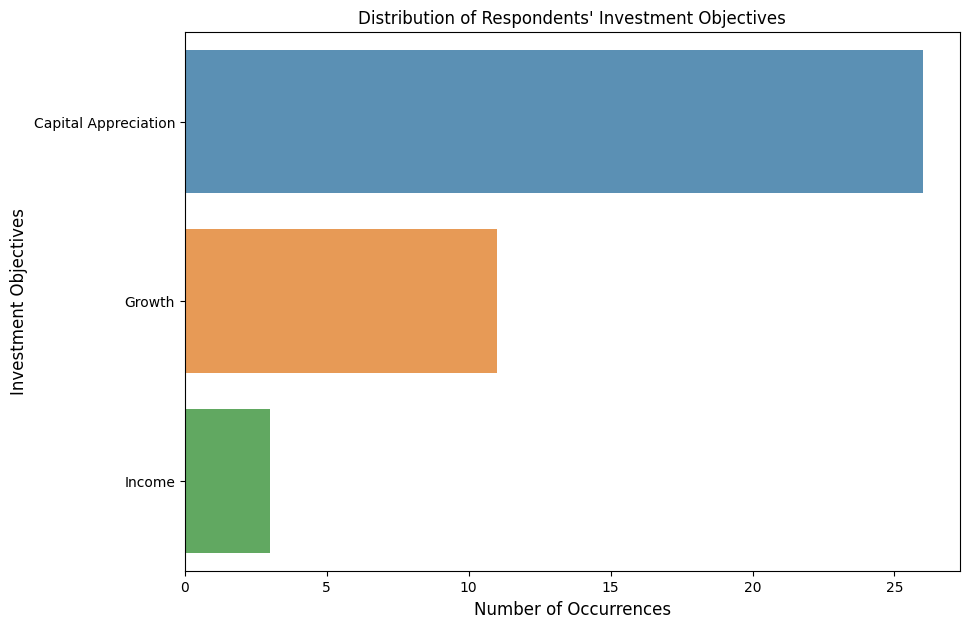 Distribution of Respondents' Investment Objectives
Investment Objectives
Capital Appreciation
Growth
Income
0 5 10 15 20 25
Number of Occurrences